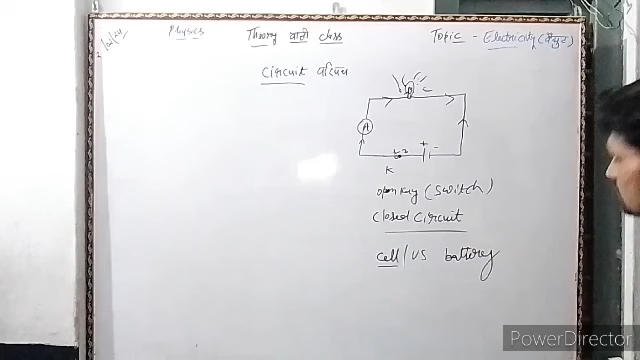 Physics
Theory वाली class
Topic - Electricity (वैद्युत)
Circuit परिपथ
A
+ -
K
open key (switch)
Closed circuit
cell / VS battery
PowerDirector